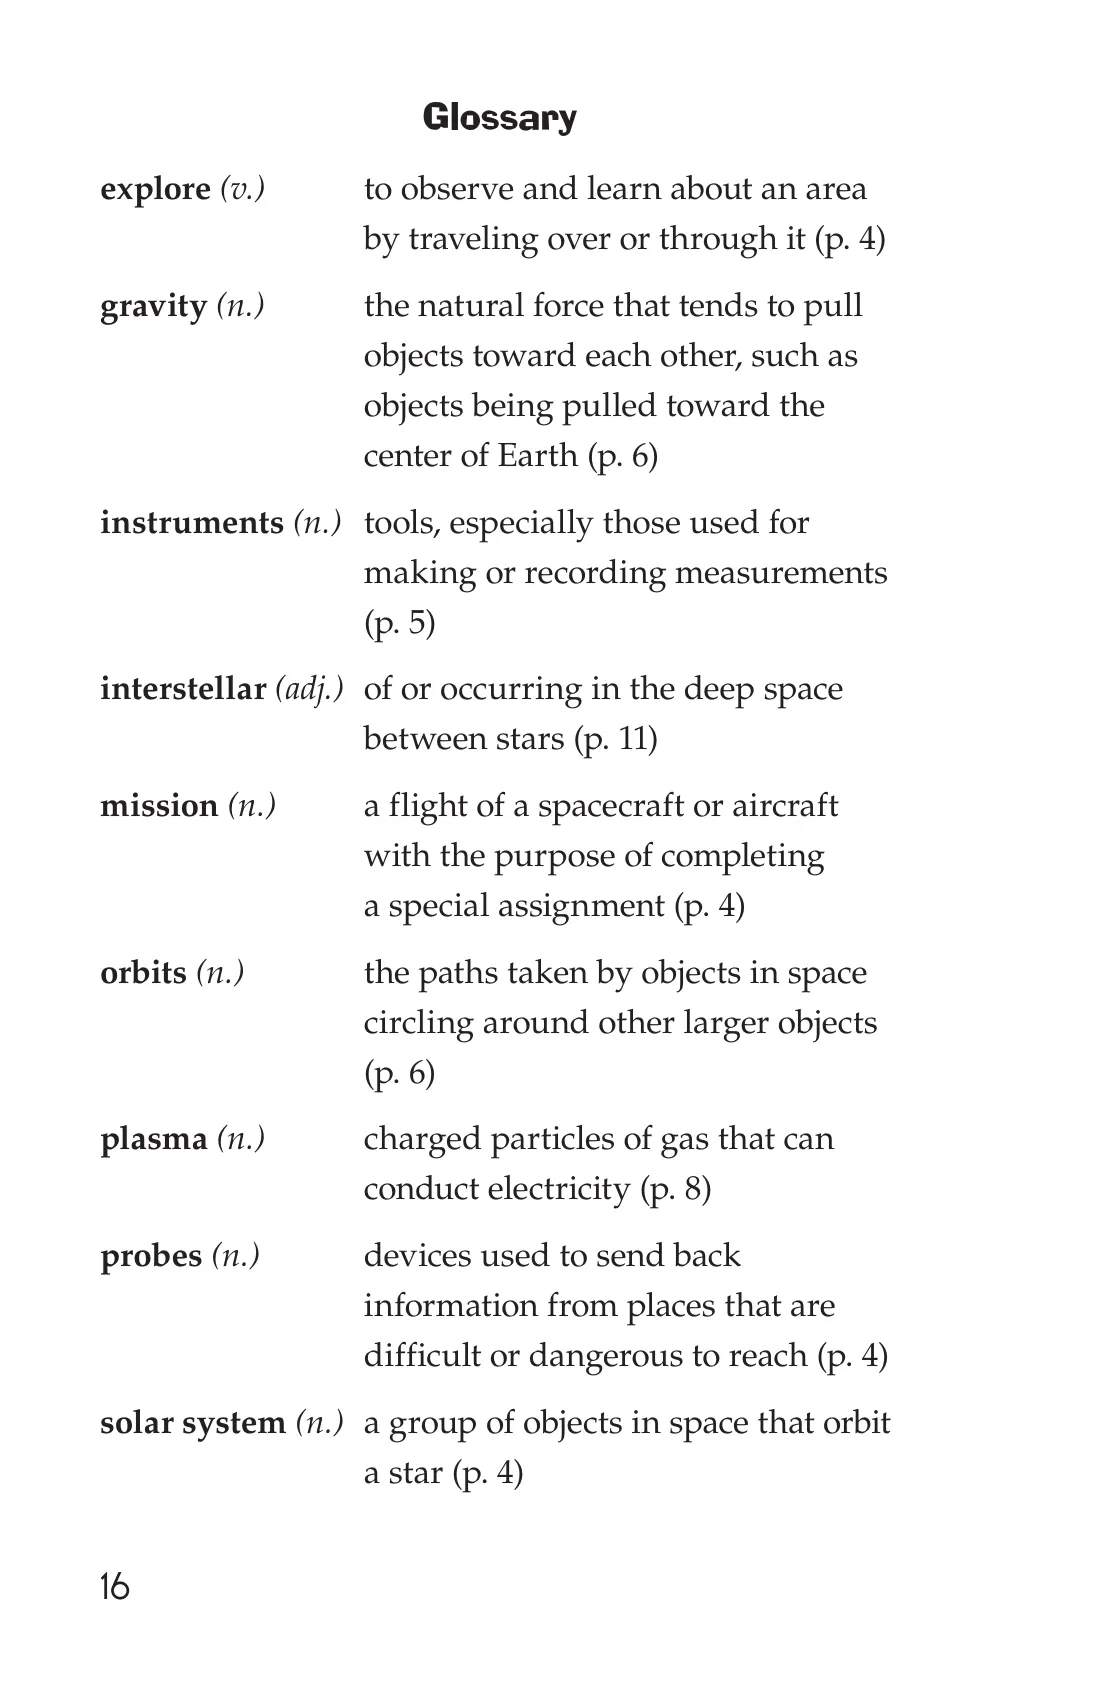 Glossary
explore (v.) to observe and learn about an area
by traveling over or through it (p. 4)
gravity (n.) the natural force that tends to pull
objects toward each other, such as
objects being pulled toward the
center of Earth (p. 6)
instruments (n.) tools, especially those used for
making or recording measurements
(p. 5)
interstellar (adj.) of or occurring in the deep space
between stars (p. 11)
mission (n.) a flight of a spacecraft or aircraft
with the purpose of completing
a special assignment (p. 4)
orbits (n.) the paths taken by objects in space
circling around other larger objects
(p. 6)
plasma (n.) charged particles of gas that can
conduct electricity (p. 8)
probes (n.) devices used to send back
information from places that are
difficult or dangerous to reach (p. 4)
solar system (n.) a group of objects in space that orbit
a star (p. 4)
16